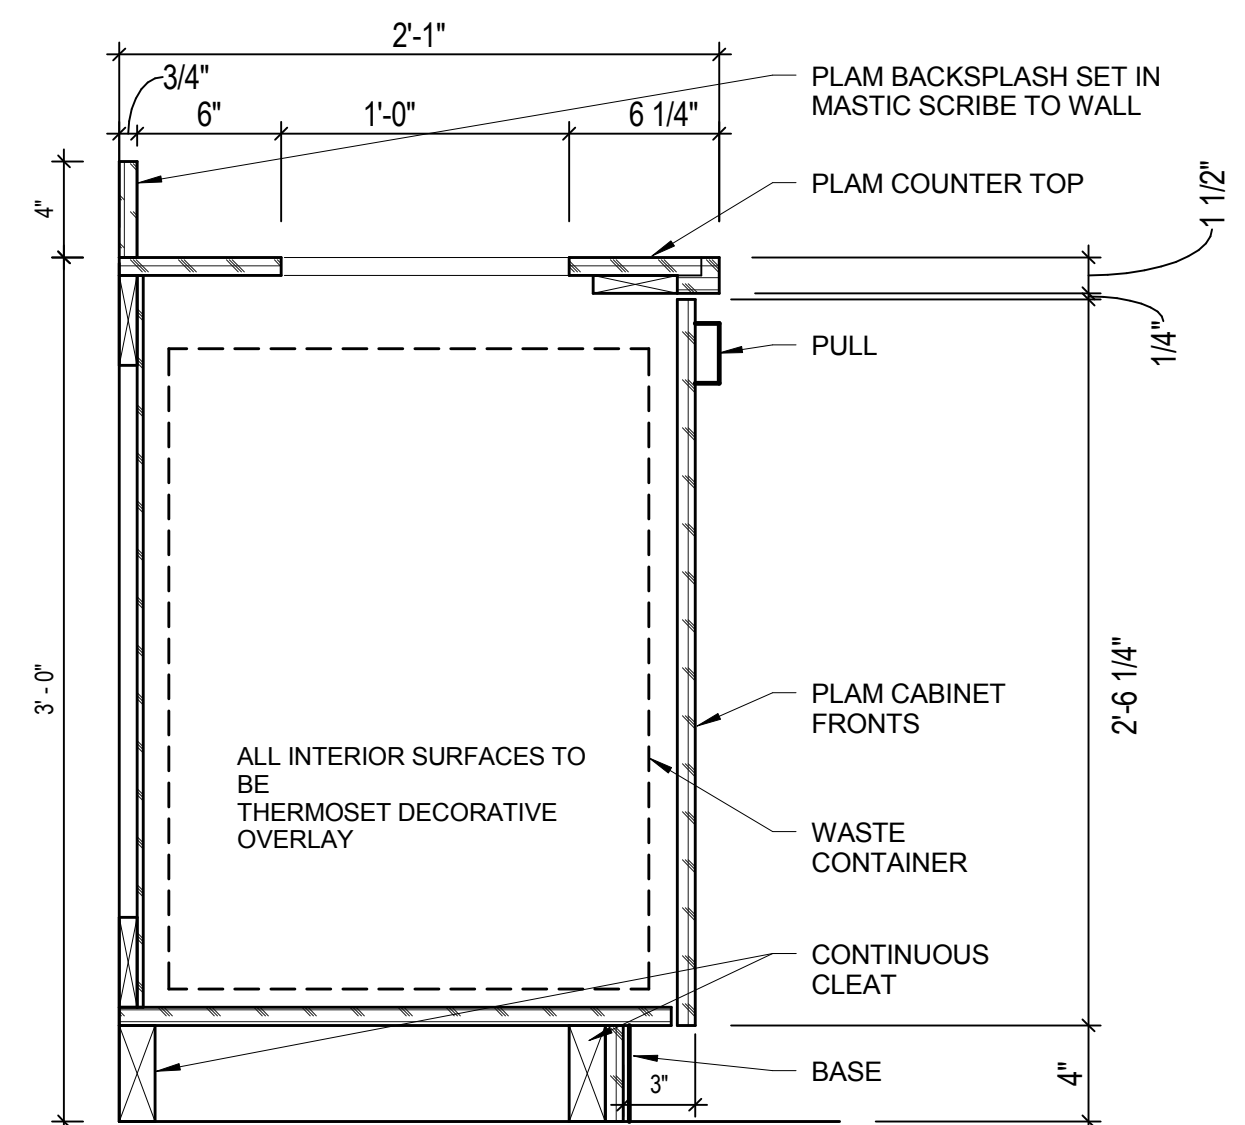 2'-1"
3/4"
6"
1'-0"
6 1/4"
PLAM BACKSPLASH SET IN
MASTIC SCRIBE TO WALL
4"
PLAM COUNTER TOP
1 1/2"
PULL
1/4"
3' - 0"
PLAM CABINET
FRONTS
2'-6 1/4"
ALL INTERIOR SURFACES TO
BE
THERMOSET DECORATIVE
OVERLAY
WASTE
CONTAINER
CONTINUOUS
CLEAT
BASE
3"
4"